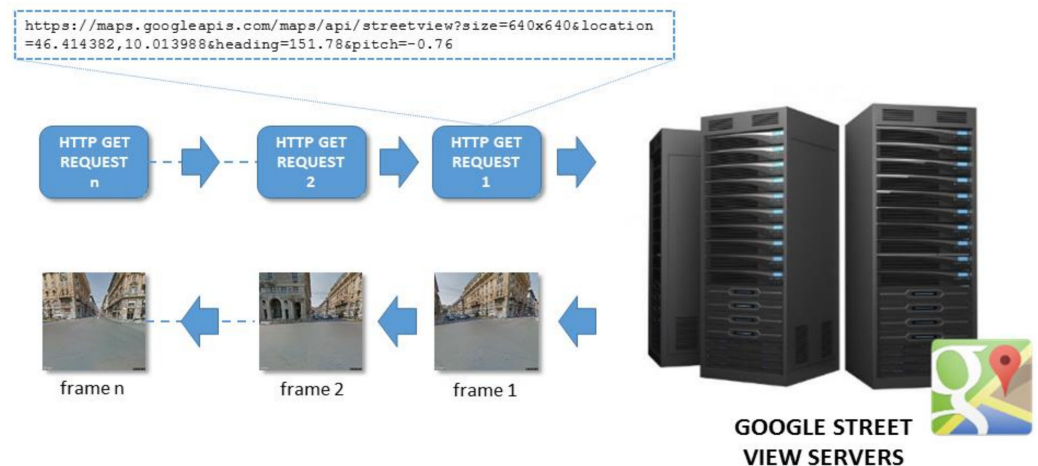 https://maps.googleapis.com/maps/api/streetview?size=640x640&location
=46.414382,10.013988&heading=151.78&pitch=-0.76
HTTP GET
REQUEST
n
HTTP GET
REQUEST
2
HTTP GET
REQUEST
1
frame n
frame 2
frame 1
GOOGLE STREET
VIEW SERVERS